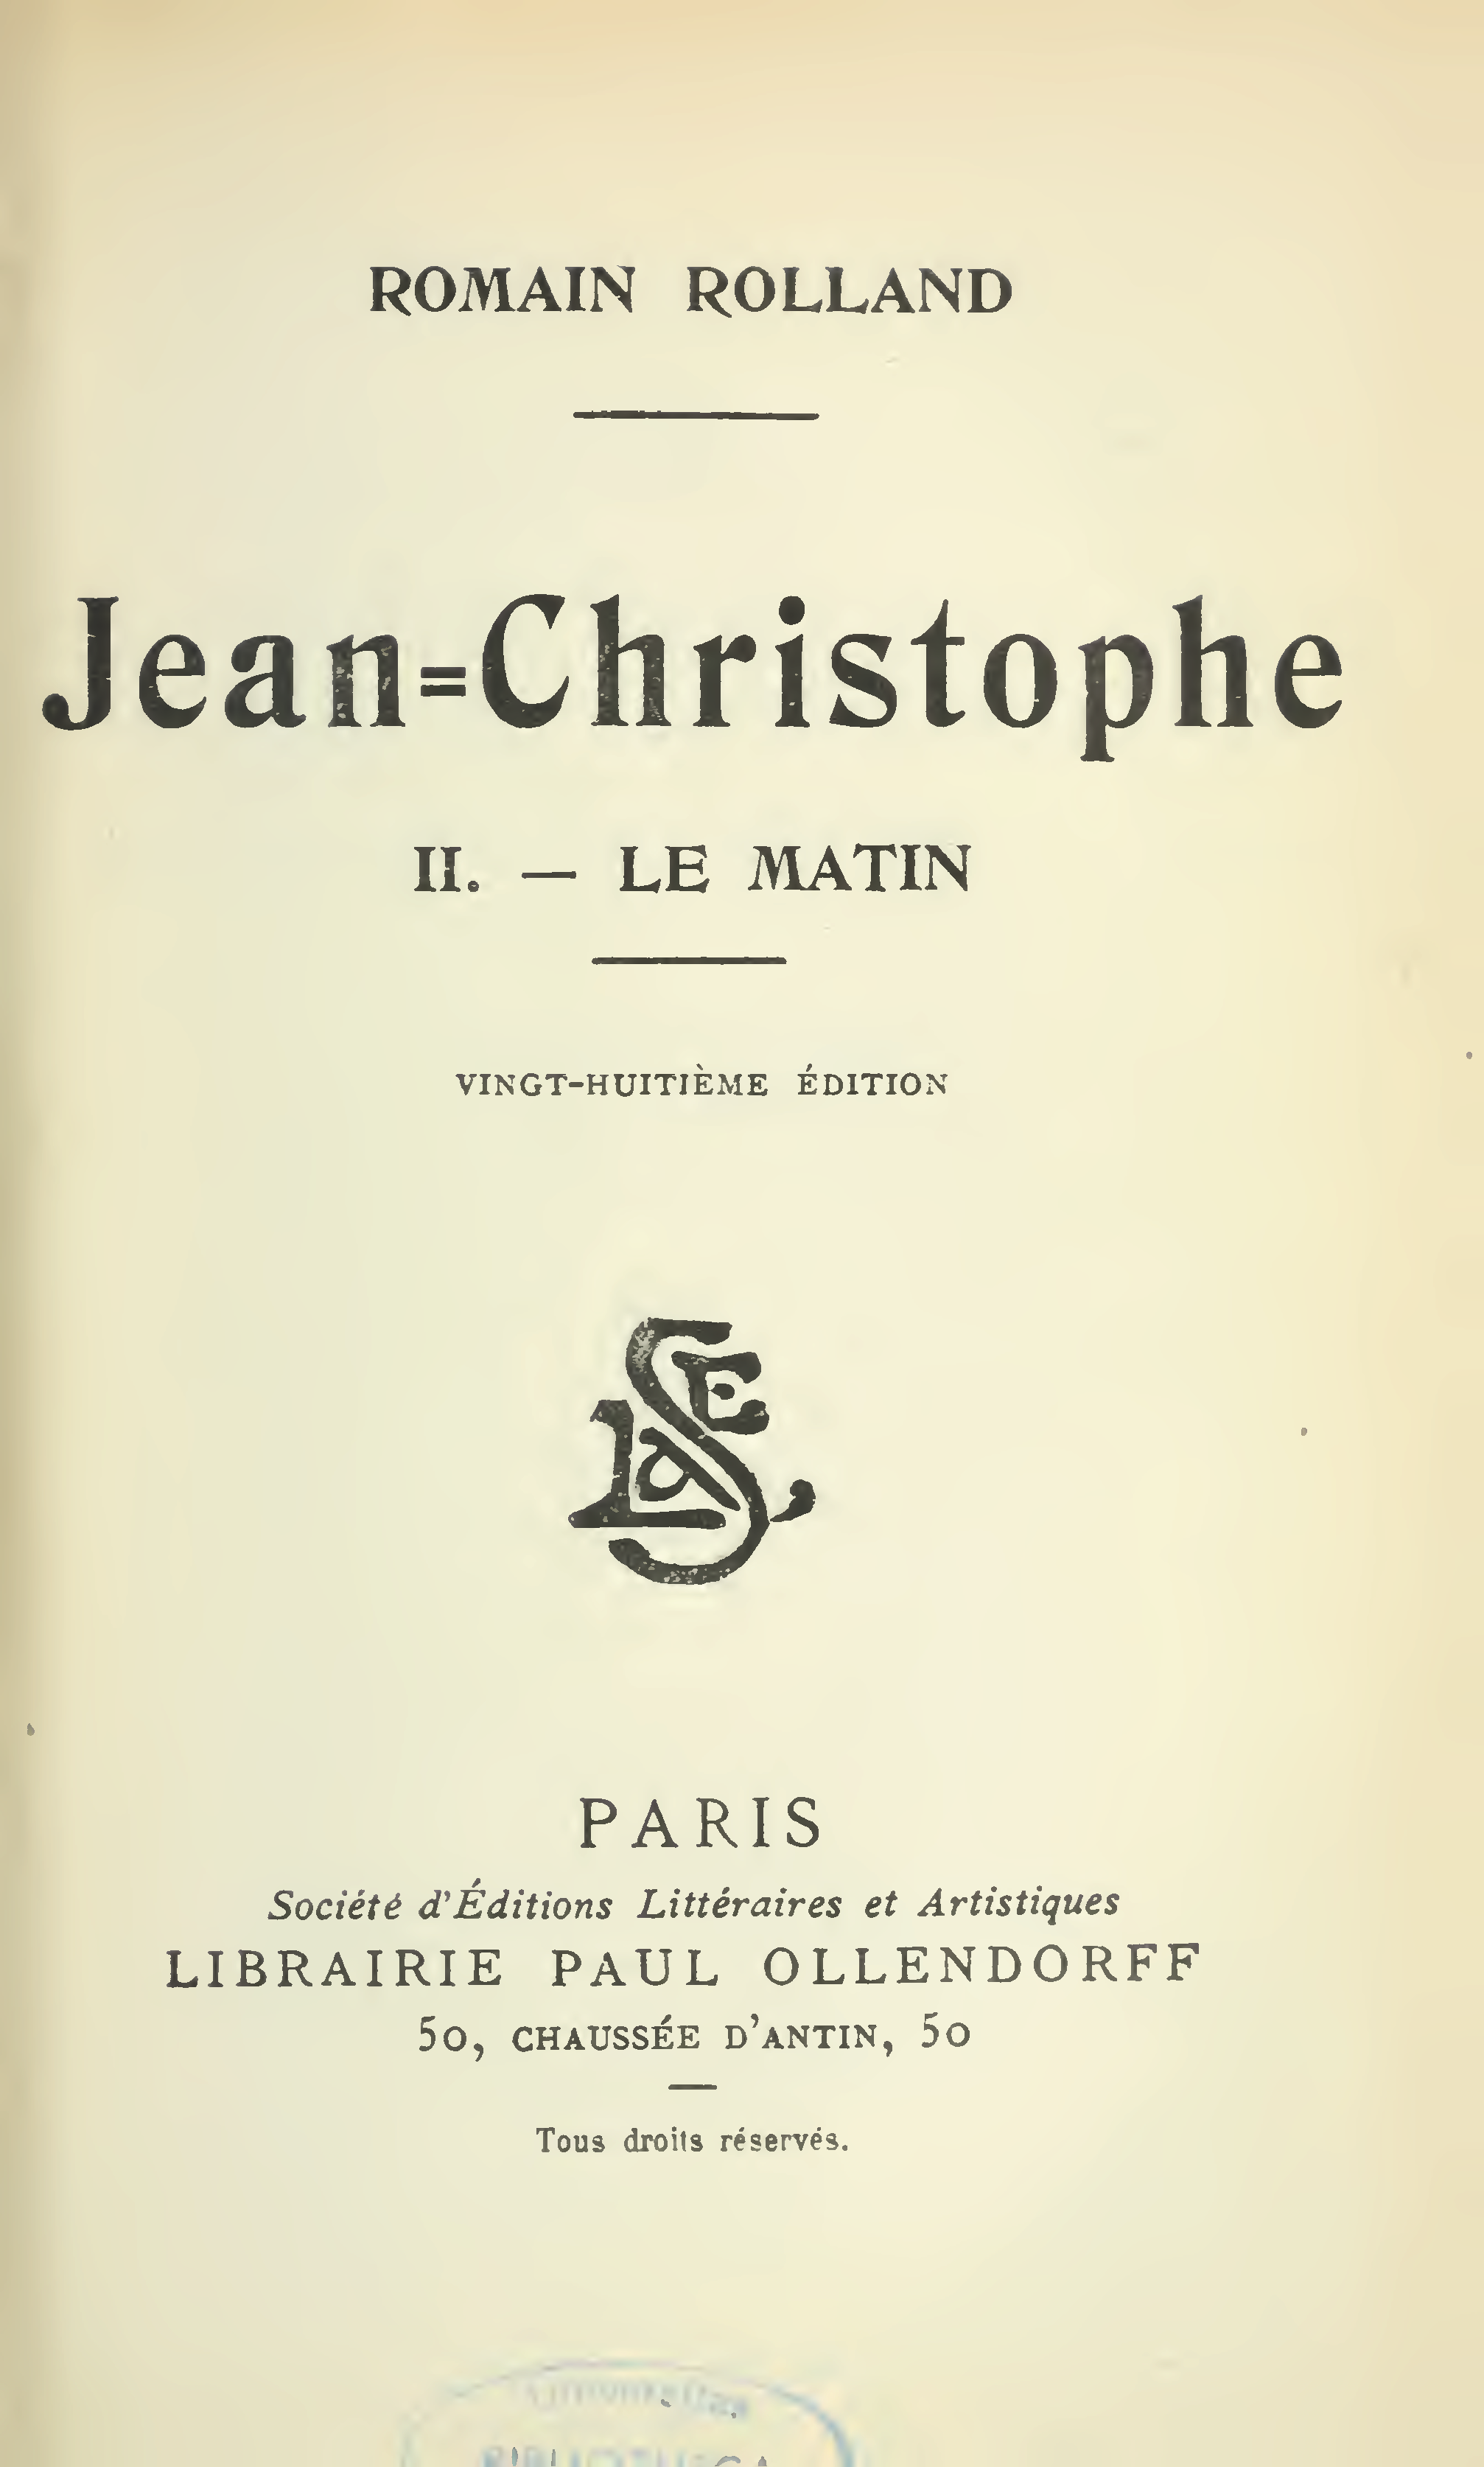 ROMAIN ROLLAND
Jean=Christophe
II. — LE MATIN
VINGT-HUITIÈME ÉDITION
PARIS
Société d'Éditions Littéraires et Artistiques
LIBRAIRIE PAUL OLLENDORFF
50, CHAUSSÉE D'ANTIN, 50
Tous droits réservés.